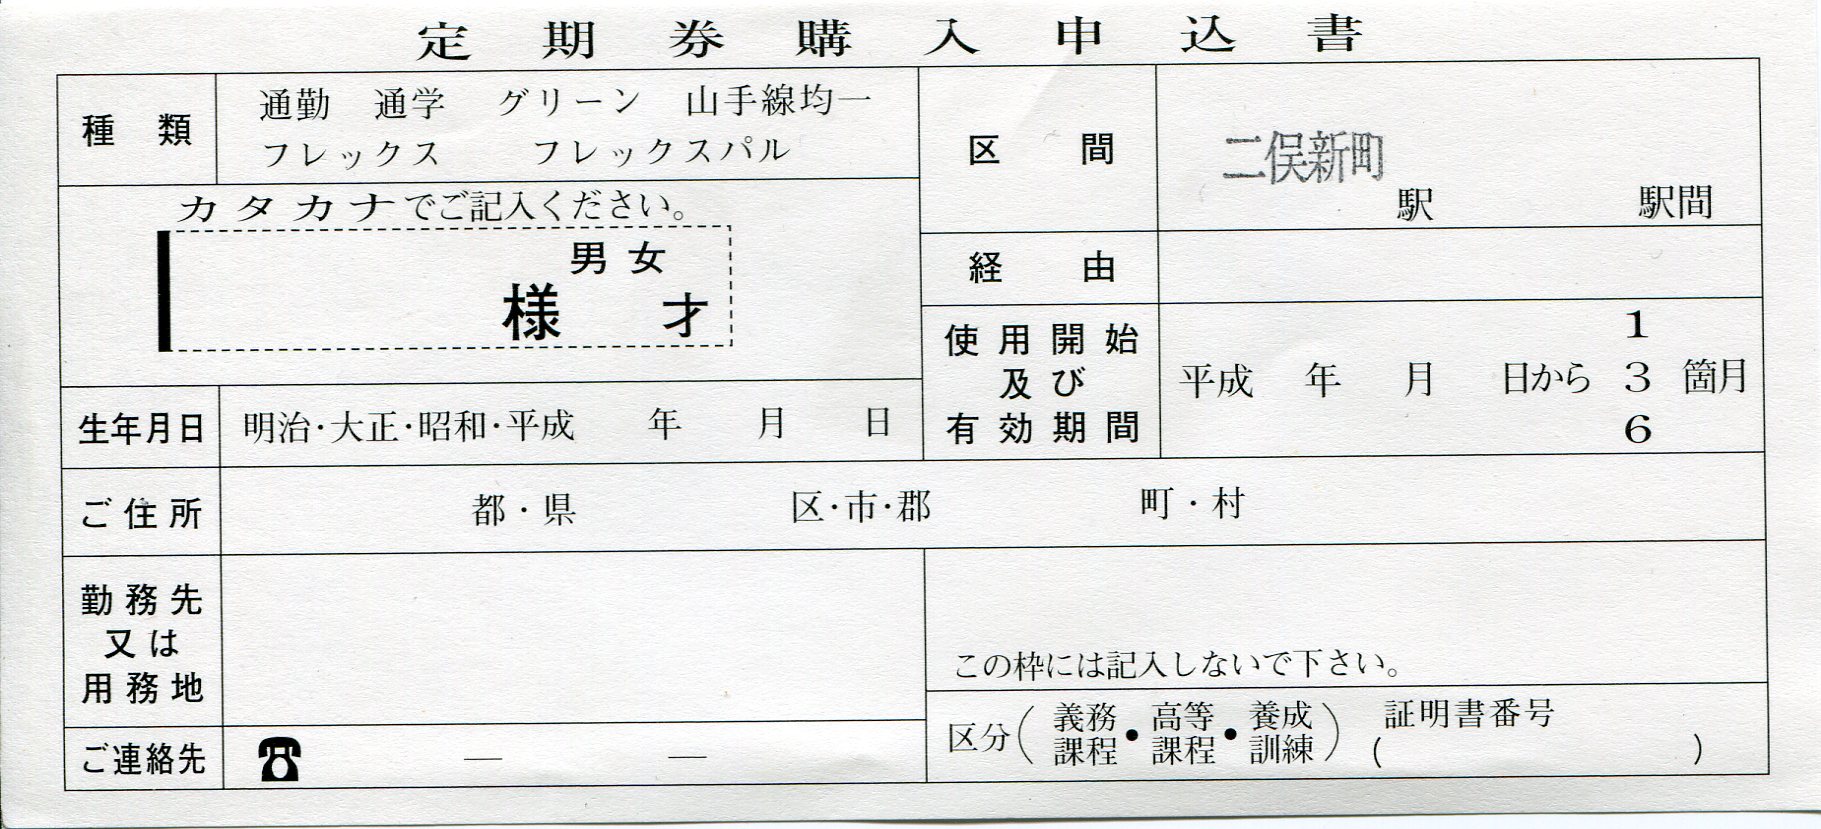 定期券購入申込書
種類
通勤 通学 グリーン 山手線均一
フレックス フレックスパル
カタカナでご記入ください。
男女
様 才
生年月日
明治・大正・昭和・平成 年 月 日
区間
二俣新町
駅 駅間
経由
使用開始
及び
有効期間
1
平成 年 月 日から 3 箇月
6
ご住所
都・県 区・市・郡 町・村
勤務先
又は
用務地
この枠には記入しないで下さい。
ご連絡先
☎ ― ―
区分( 義務課程・高等課程・養成訓練 ) 証明書番号
( )